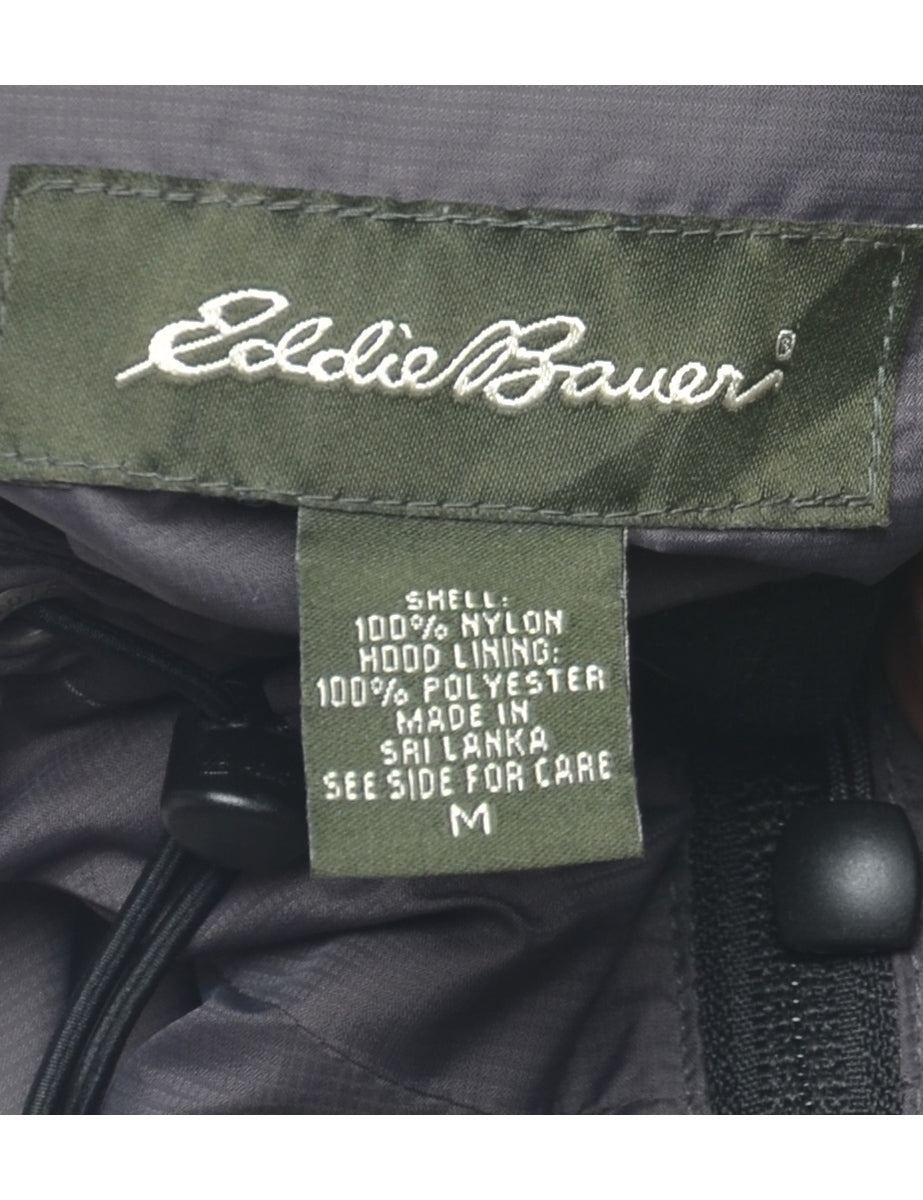 Eddie Bauer®
SHELL:
100% NYLON
HOOD LINING:
100% POLYESTER
MADE IN
SRI LANKA
SEE SIDE FOR CARE
M